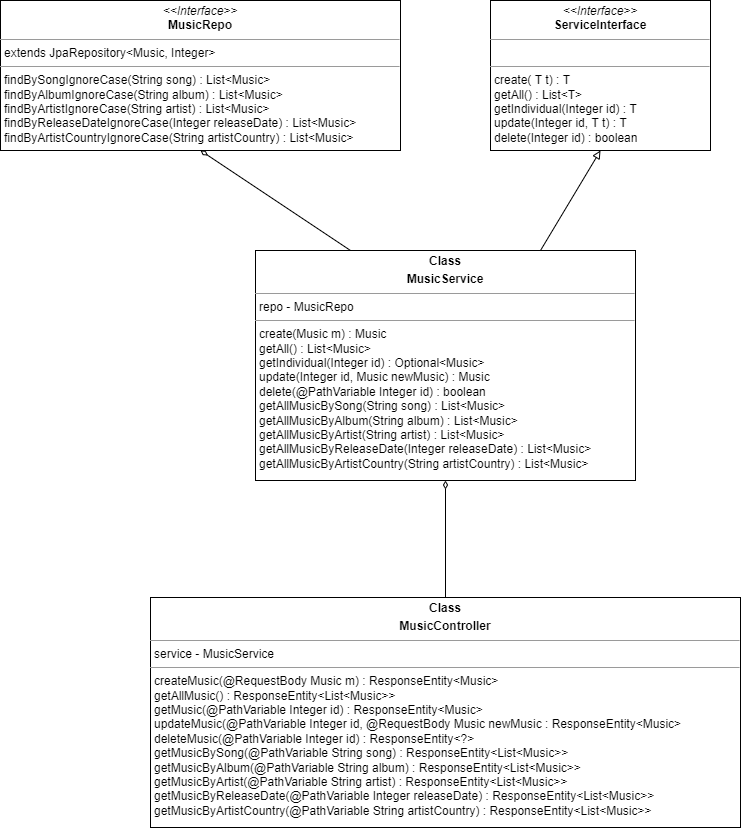 <<Interface>>
MusicRepo
extends JpaRepository<Music, Integer>
findBySongIgnoreCase(String song) : List<Music>
findByAlbumIgnoreCase(String album) : List<Music>
findByArtistIgnoreCase(String artist) : List<Music>
findByReleaseDateIgnoreCase(Integer releaseDate) : List<Music>
findByArtistCountryIgnoreCase(String artistCountry) : List<Music>
<<Interface>>
ServiceInterface
create( T t) : T
getAll() : List<T>
getIndividual(Integer id) : T
update(Integer id, T t) : T
delete(Integer id) : boolean
Class
MusicService
repo - MusicRepo
create(Music m) : Music
getAll() : List<Music>
getIndividual(Integer id) : Optional<Music>
update(Integer id, Music newMusic) : Music
delete(@PathVariable Integer id) : boolean
getAllMusicBySong(String song) : List<Music>
getAllMusicByAlbum(String album) : List<Music>
getAllMusicByArtist(String artist) : List<Music>
getAllMusicByReleaseDate(Integer releaseDate) : List<Music>
getAllMusicByArtistCountry(String artistCountry) : List<Music>
Class
MusicController
service - MusicService
createMusic(@RequestBody Music m) : ResponseEntity<Music>
getAllMusic() : ResponseEntity<List<Music>>
getMusic(@PathVariable Integer id) : ResponseEntity<Music>
updateMusic(@PathVariable Integer id, @RequestBody Music newMusic : ResponseEntity<Music>
deleteMusic(@PathVariable Integer id) : ResponseEntity<?>
getMusicBySong(@PathVariable String song) : ResponseEntity<List<Music>>
getMusicByAlbum(@PathVariable String album) : ResponseEntity<List<Music>>
getMusicByArtist(@PathVariable String artist) : ResponseEntity<List<Music>>
getMusicByReleaseDate(@PathVariable Integer releaseDate) : ResponseEntity<List<Music>>
getMusicByArtistCountry(@PathVariable String artistCountry) : ResponseEntity<List<Music>>